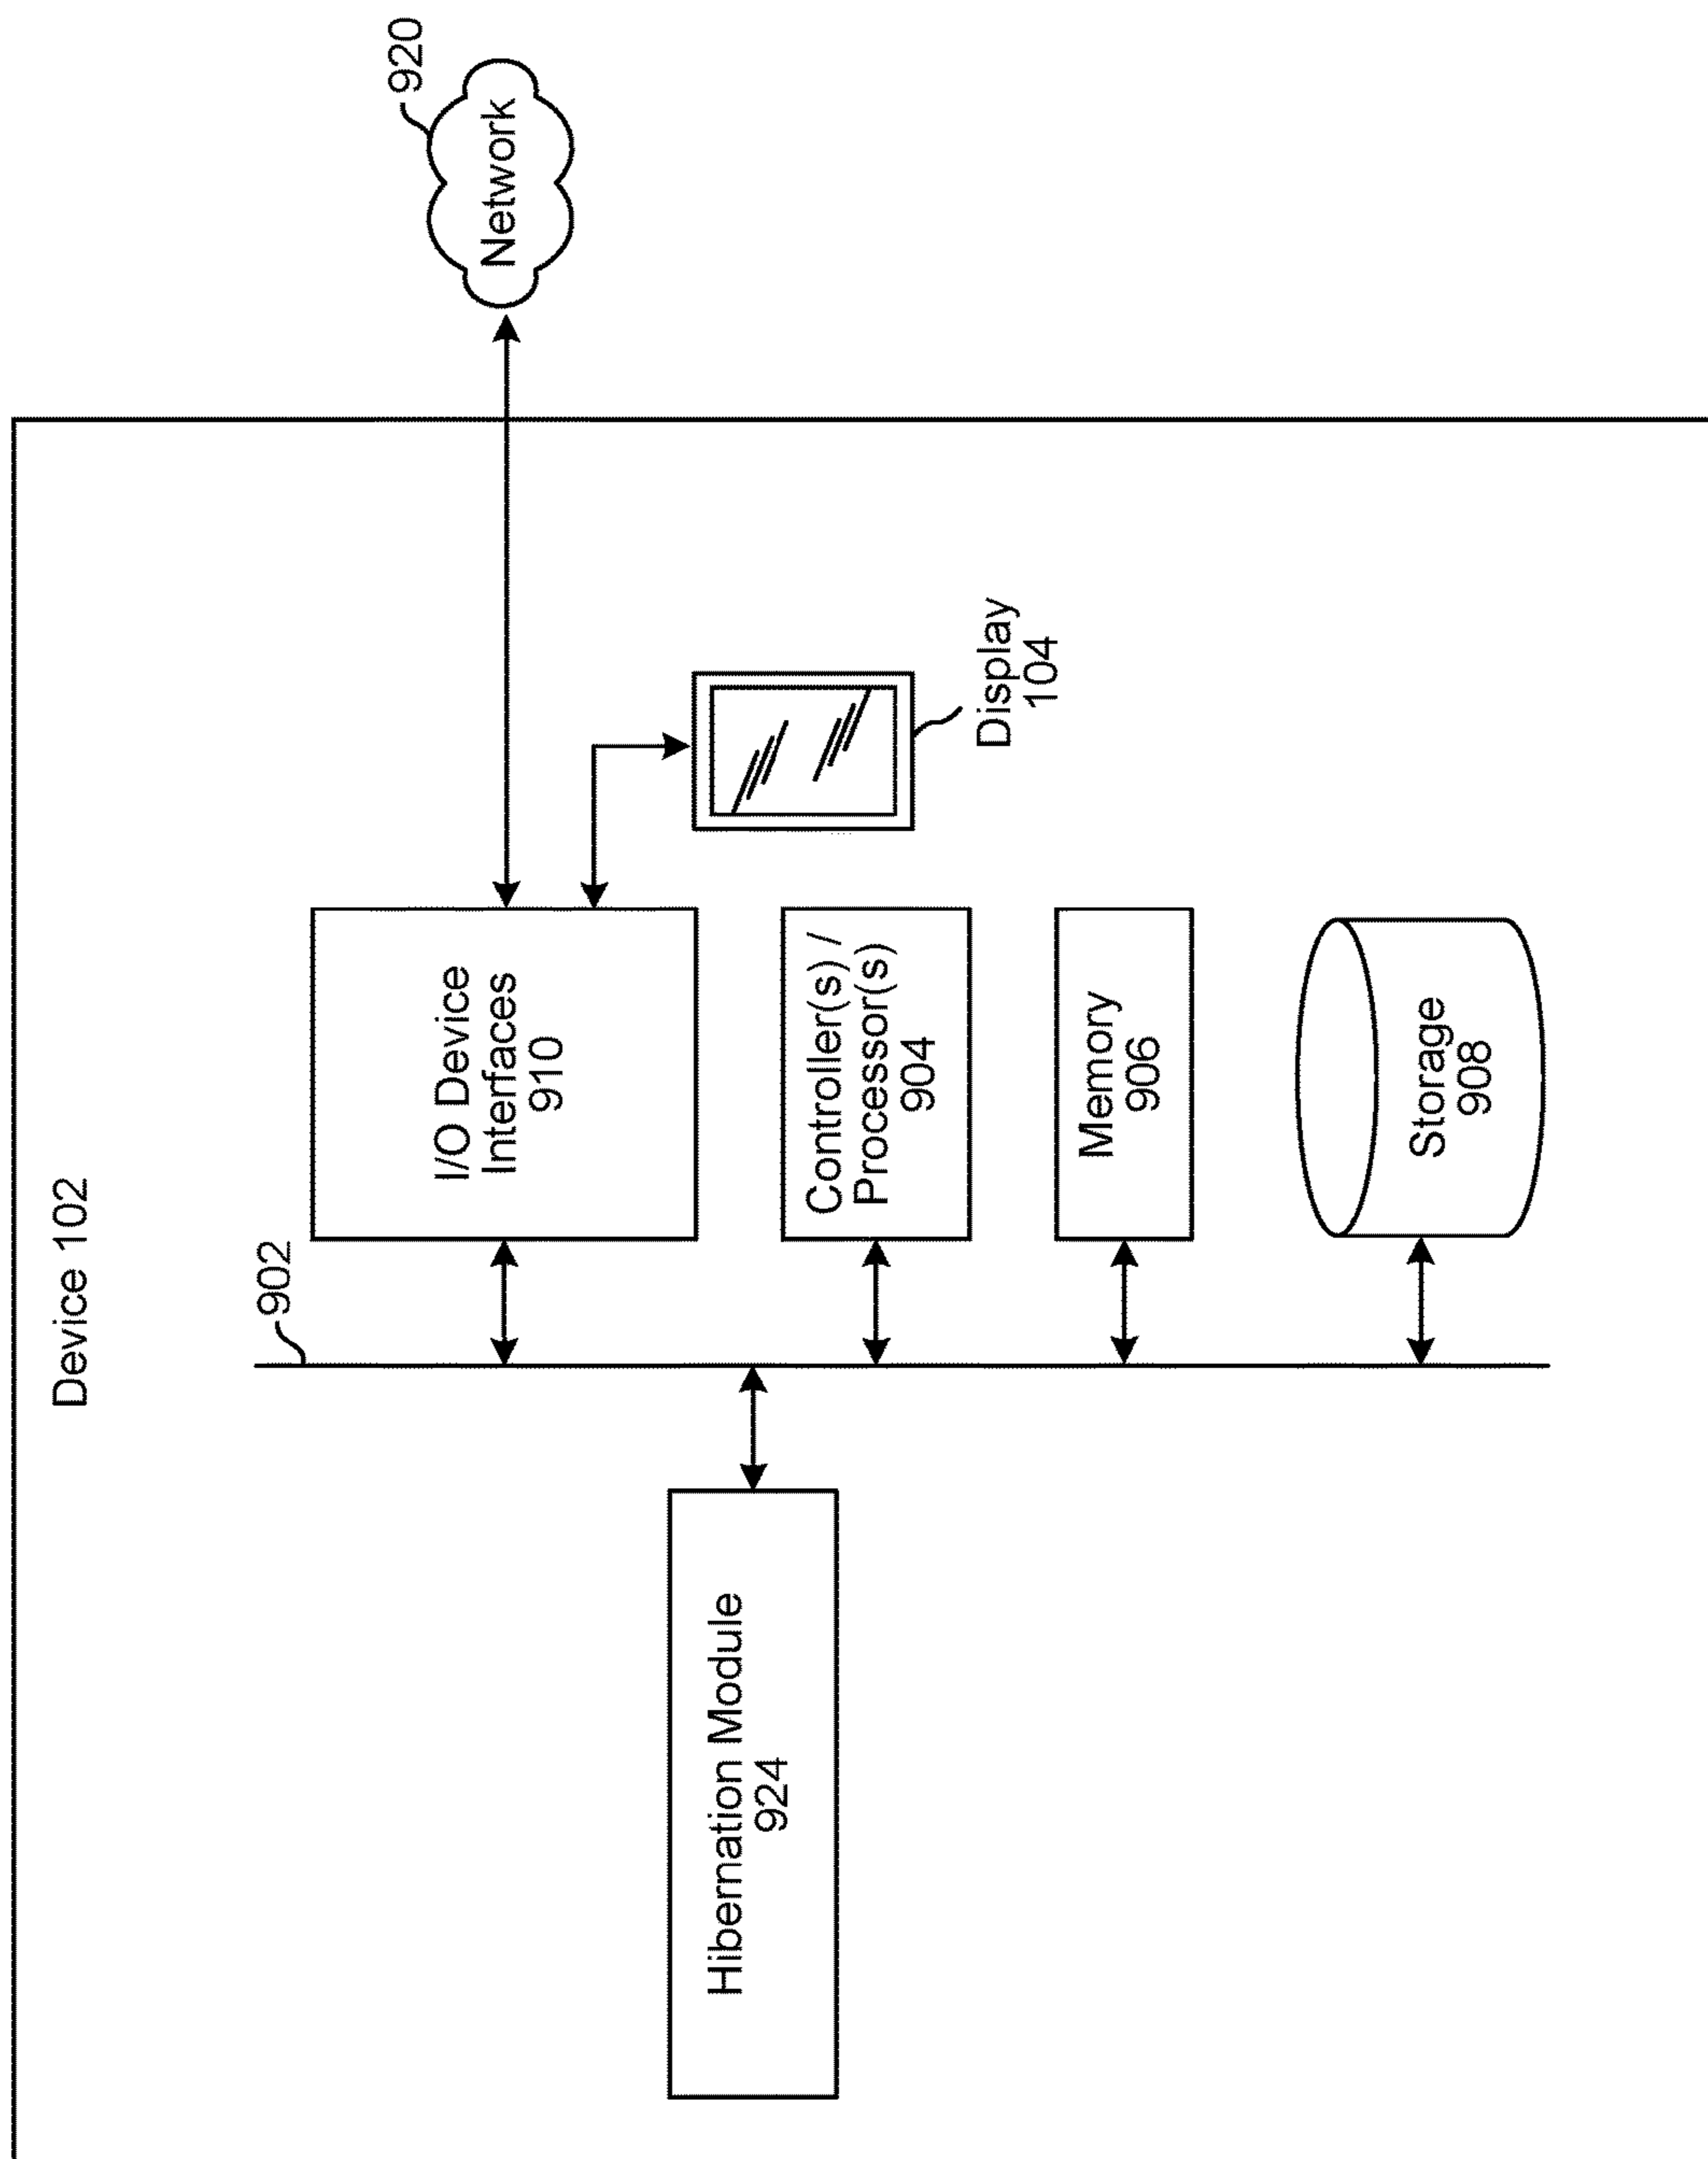 Device 102
902
920
Network
I/O Device
Interfaces
910
Display
104
Hibernation Module
924
Controller(s) /
Processor(s)
904
Memory
906
Storage
908